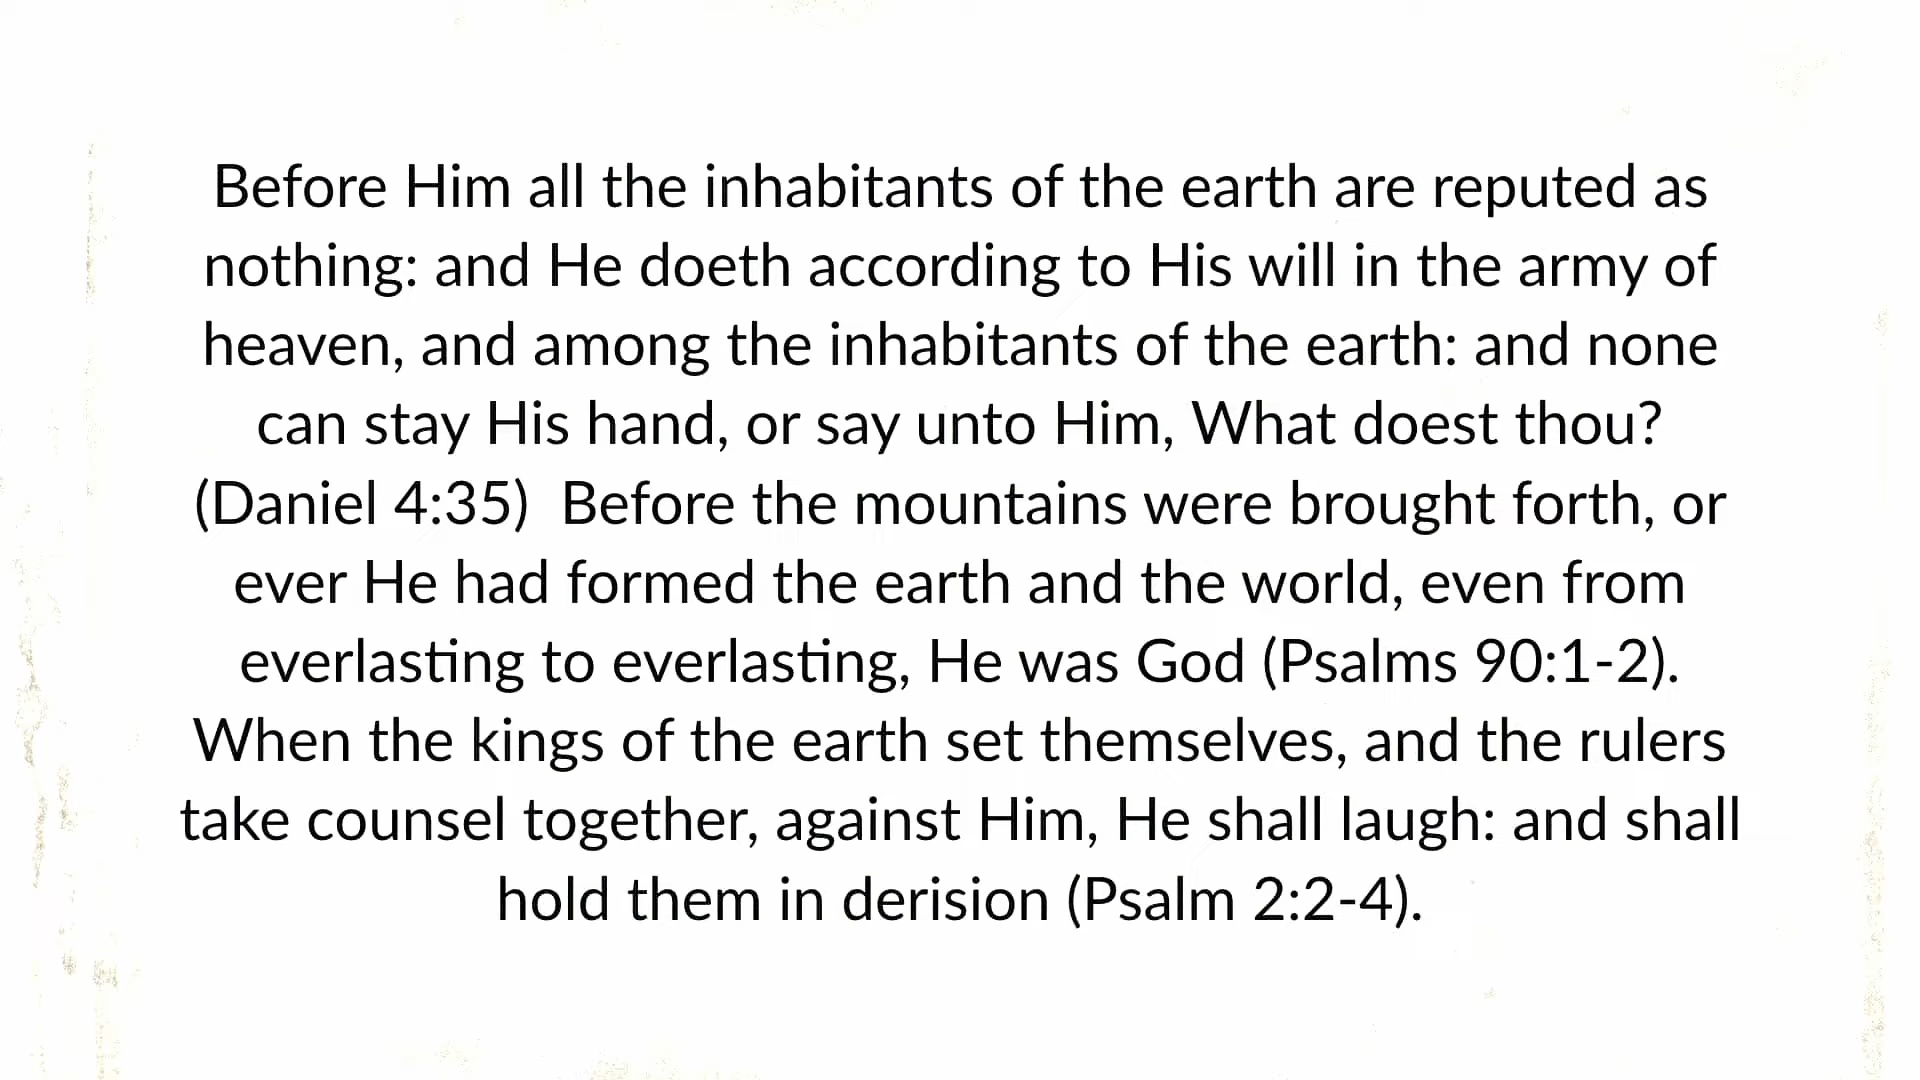 Before Him all the inhabitants of the earth are reputed as
nothing: and He doeth according to His will in the army of
heaven, and among the inhabitants of the earth: and none
can stay His hand, or say unto Him, What doest thou?
(Daniel 4:35)  Before the mountains were brought forth, or
ever He had formed the earth and the world, even from
everlasting to everlasting, He was God (Psalms 90:1-2).
When the kings of the earth set themselves, and the rulers
take counsel together, against Him, He shall laugh: and shall
hold them in derision (Psalm 2:2-4).